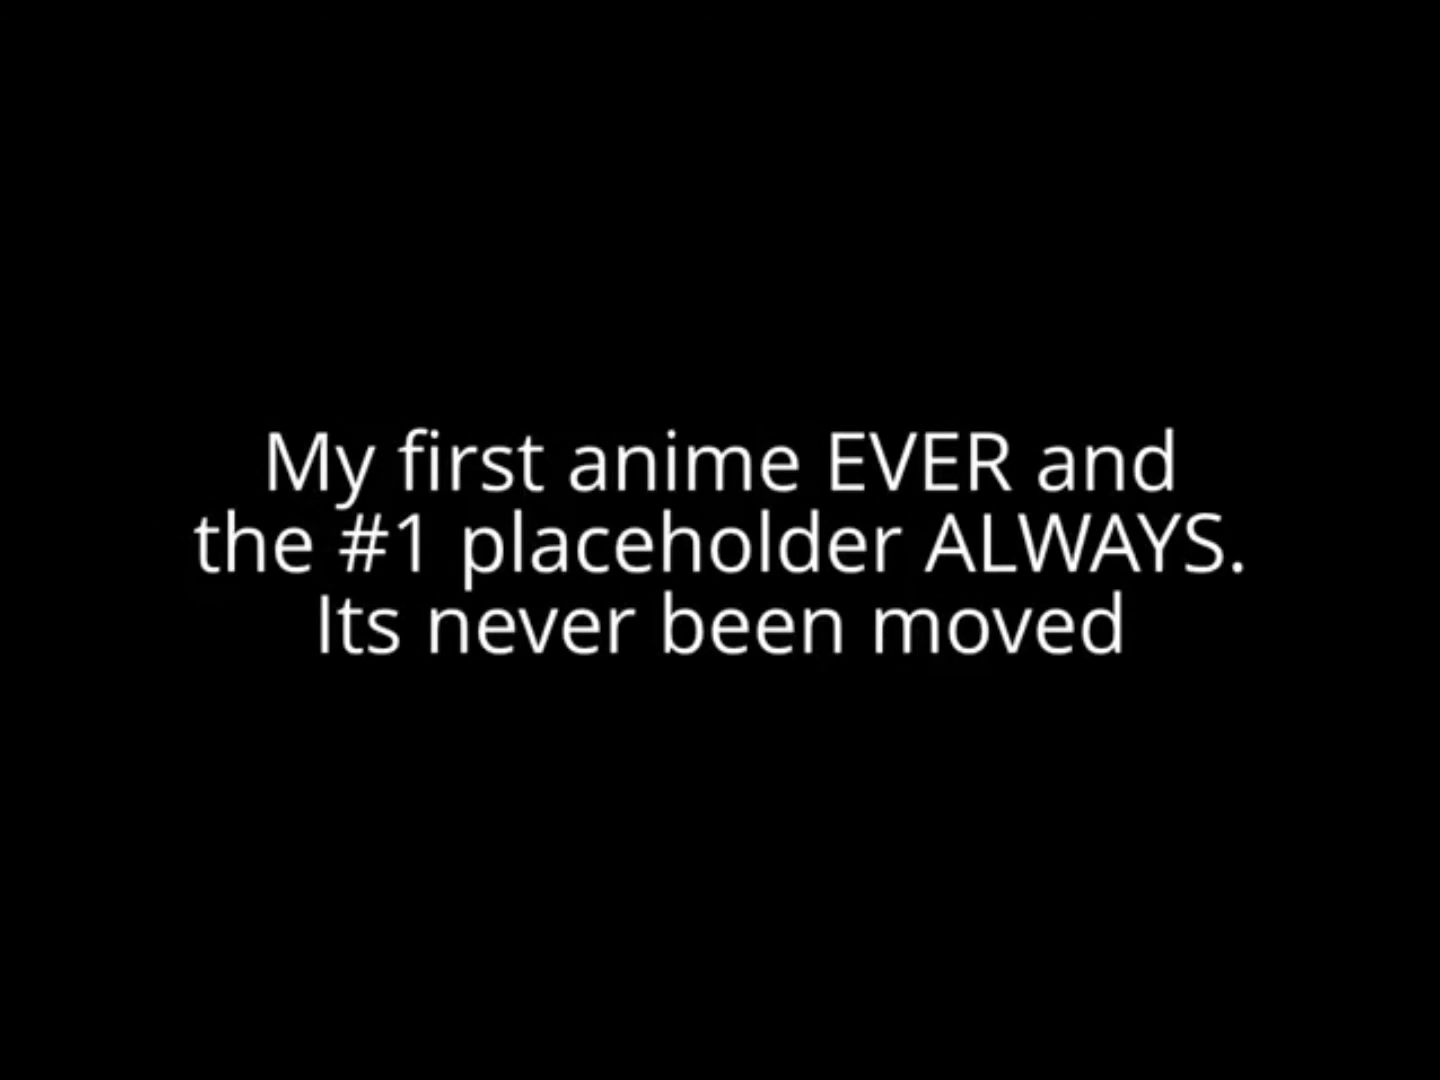 My first anime EVER and
the #1 placeholder ALWAYS.
Its never been moved